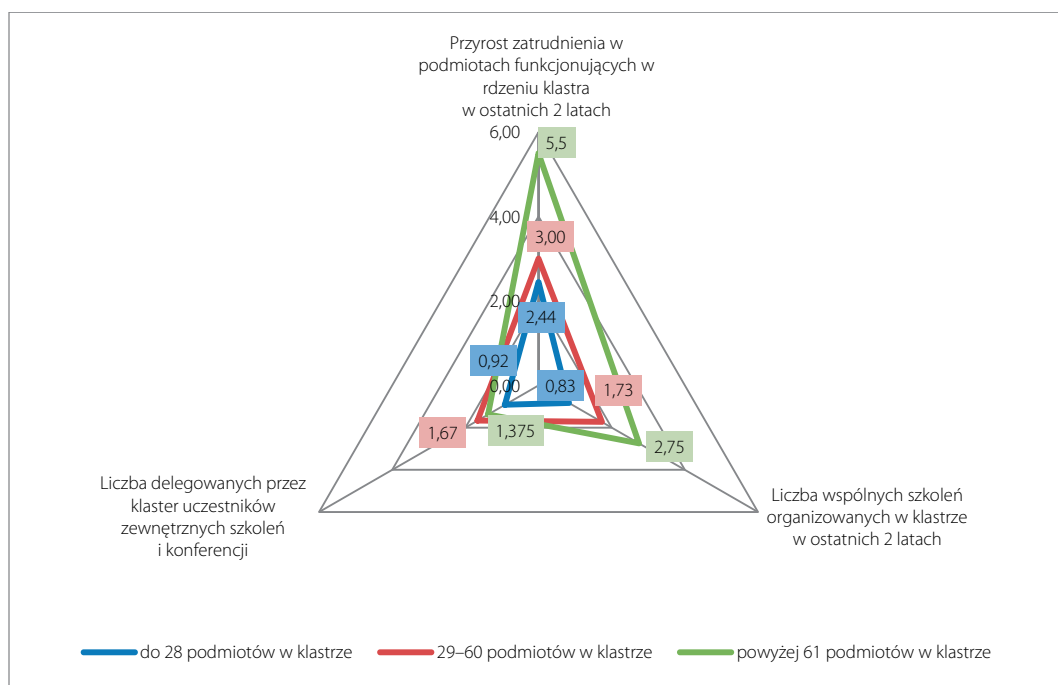 Przyrost zatrudnienia w
podmiotach funkcjonujących w
rdzeniu klastra
w ostatnich 2 latach
6,00
5,5
4,00
3,00
2,00
2,44
0,92
0,00
0,83
1,73
1,67
1,375
2,75
Liczba delegowanych przez
klaster uczestników
zewnętrznych szkoleń
i konferencji
Liczba wspólnych szkoleń
organizowanych w klastrze
w ostatnich 2 latach
do 28 podmiotów w klastrze
29–60 podmiotów w klastrze
powyżej 61 podmiotów w klastrze